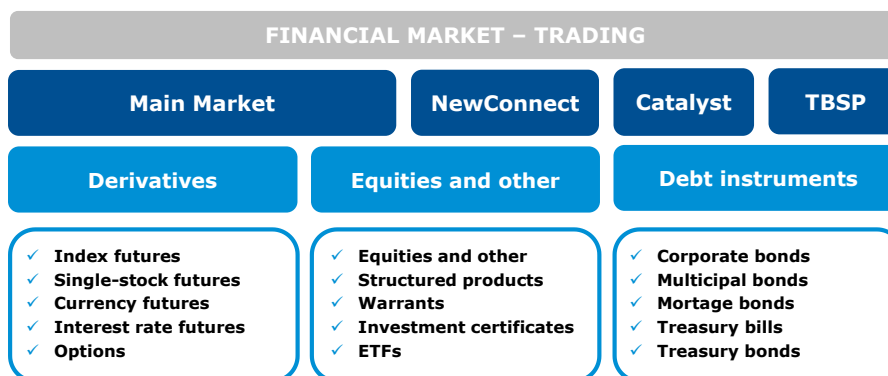 FINANCIAL MARKET – TRADING
Main Market
NewConnect
Catalyst
TBSP
Derivatives
Equities and other
Debt instruments
✓ Index futures
✓ Single-stock futures
✓ Currency futures
✓ Interest rate futures
✓ Options
✓ Equities and other
✓ Structured products
✓ Warrants
✓ Investment certificates
✓ ETFs
✓ Corporate bonds
✓ Multicipal bonds
✓ Mortage bonds
✓ Treasury bills
✓ Treasury bonds